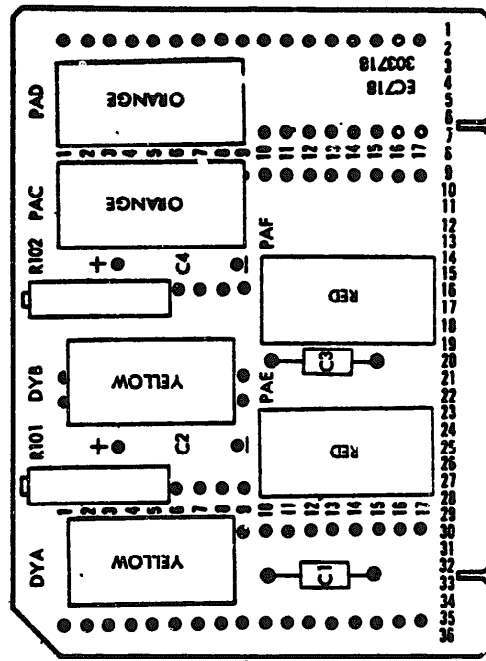 PAD
ORANGE
303718
EC718
1 2 3 4 5 6 7 8 9 10 11 12 13 14 15 16 17
PAC
ORANGE
R102
+
C4
–
PAF
RED
DYB
YELLOW
C3
PAE
R101
+
C2
–
RED
1 2 3 4 5 6 7 8 9 10 11 12 13 14 15 16 17
DYA
YELLOW
C1
1
2
3
4
5
6
7
8
9
10
11
12
13
14
15
16
17
18
19
20
21
22
23
24
25
26
27
28
29
30
31
32
33
34
35
36